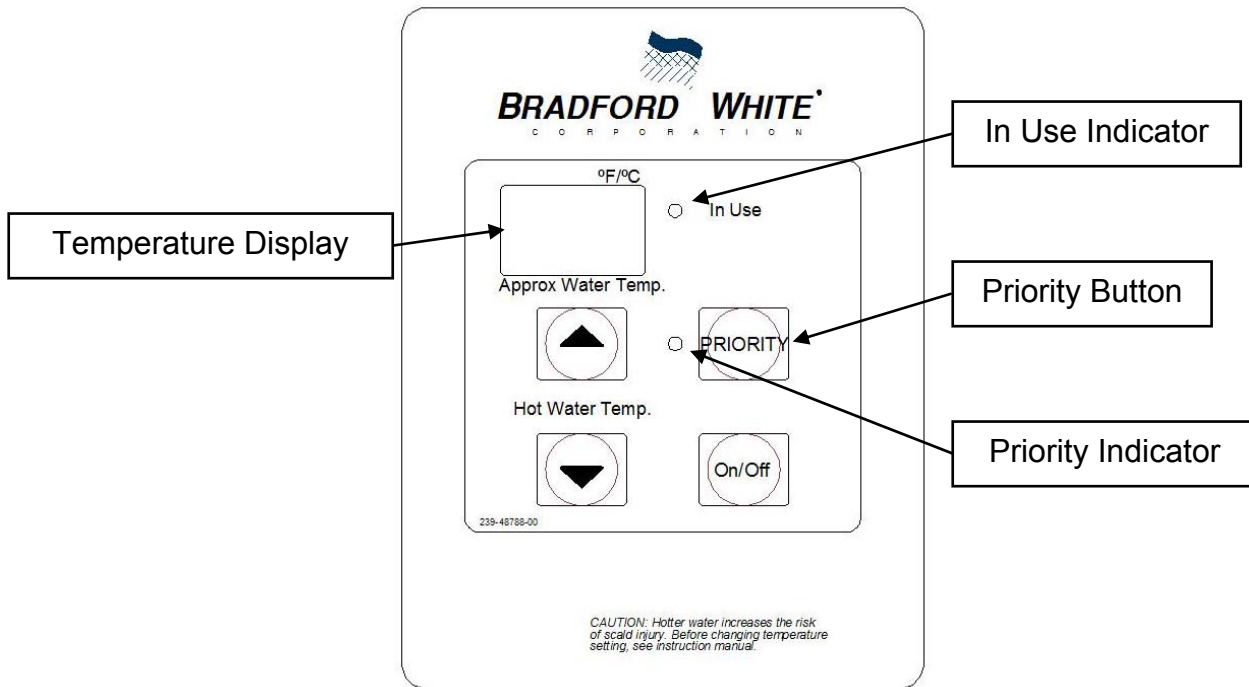 BRADFORD WHITE
CORPORATION
In Use Indicator
ºF/ºC
In Use
Temperature Display
Approx Water Temp.
Priority Button
PRIORITY
Hot Water Temp.
Priority Indicator
On/Off
239-48788-00
CAUTION: Hotter water increases the risk
of scald injury. Before changing temperature
setting, see instruction manual.